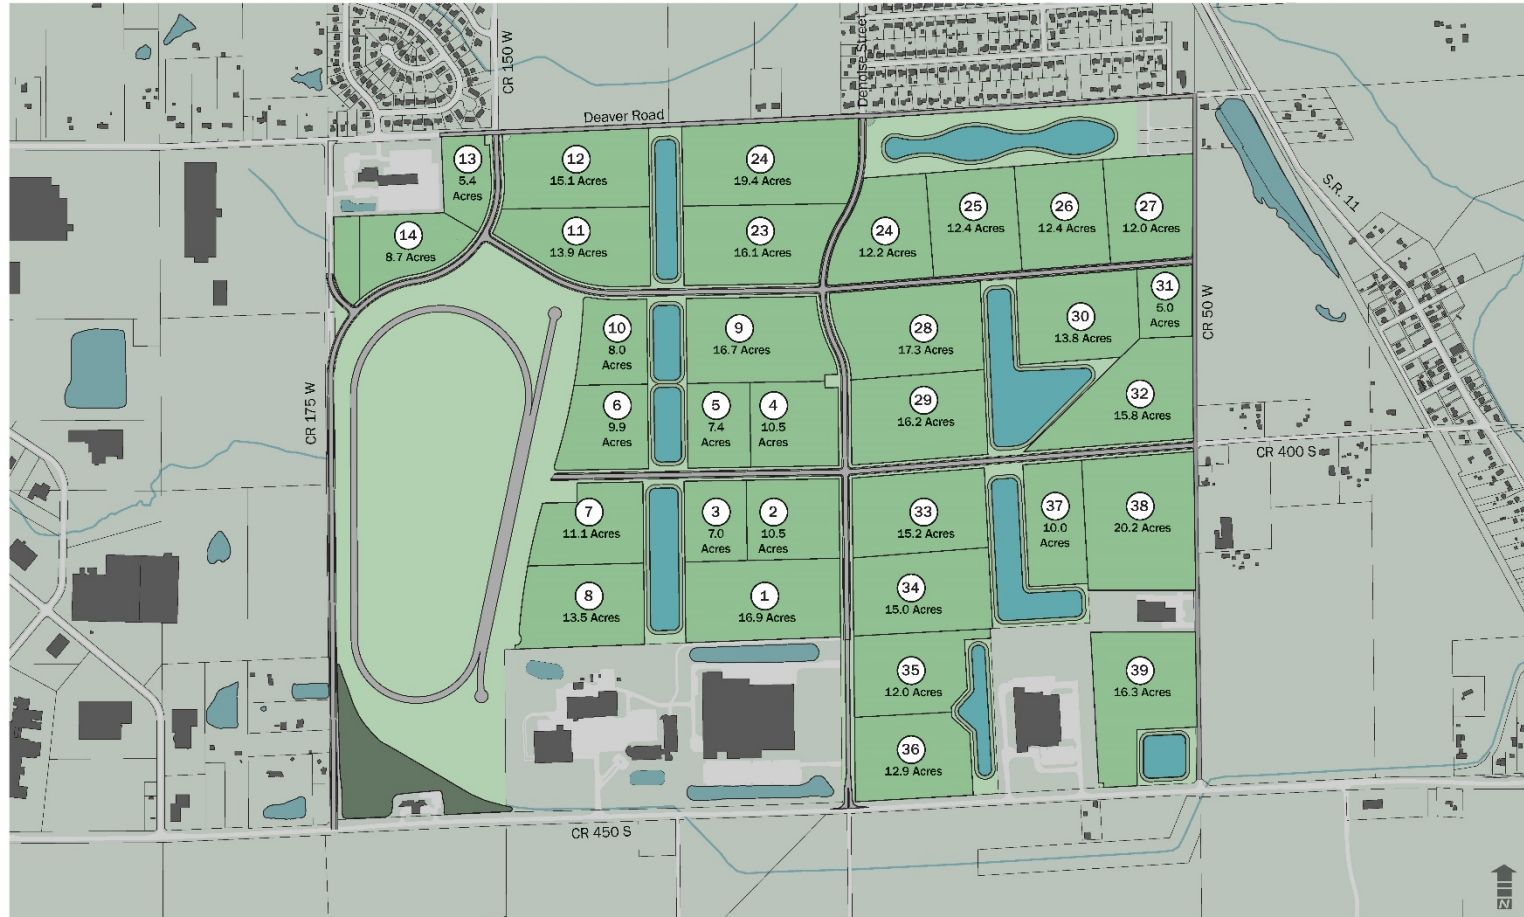 CR 150 W
Denoise Street
Deaver Road
13
5.4
Acres
12
15.1 Acres
24
19.4 Acres
14
8.7 Acres
11
13.9 Acres
23
16.1 Acres
24
12.2 Acres
25
12.4 Acres
26
12.4 Acres
27
12.0 Acres
S.R. 11
10
8.0
Acres
9
16.7 Acres
28
17.3 Acres
30
13.8 Acres
31
5.0
Acres
CR 50 W
CR 175 W
6
9.9
Acres
5
7.4
Acres
4
10.5
Acres
29
16.2 Acres
32
15.8 Acres
CR 400 S
7
11.1 Acres
3
7.0
Acres
2
10.5
Acres
33
15.2 Acres
37
10.0
Acres
38
20.2 Acres
8
13.5 Acres
1
16.9 Acres
34
15.0 Acres
35
12.0 Acres
39
16.3 Acres
36
12.9 Acres
CR 450 S
N